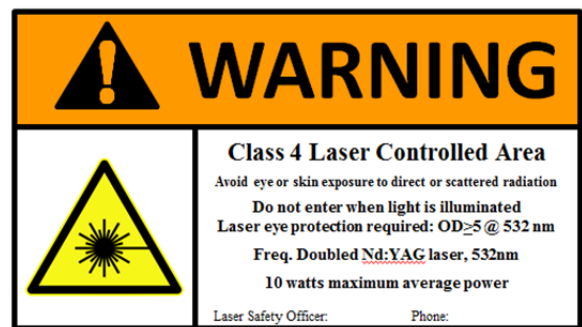 WARNING
Class 4 Laser Controlled Area
Avoid eye or skin exposure to direct or scattered radiation
Do not enter when light is illuminated
Laser eye protection required: OD≥5 @ 532 nm
Freq. Doubled Nd:YAG laser, 532nm
10 watts maximum average power
Laser Safety Officer: Phone: